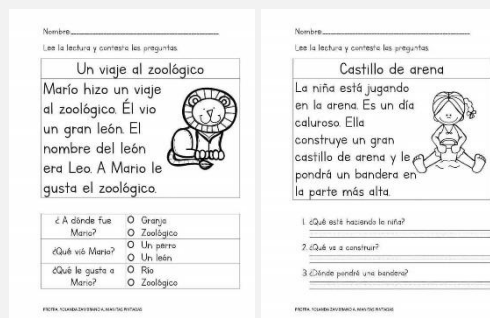 Nombre:
Lee la lectura y contesta las preguntas
Un viaje al zoológico
Marío hizo un viaje
al zoológico. Él vio
un gran león. El
nombre del león
era Leo. A Mario le
gusta el zoológico.
¿ A dónde fue
Mario?
O Granja
O Zoológico
¿Qué vió Mario?
O Un perro
O Un león
¿Qué le gusta a
Mario?
O Río
O Zoológico
Nombre:
Lee la lectura y contesta las preguntas
Castillo de arena
La niña está jugando
en la arena. Es un día
caluroso. Ella
construye un gran
castillo de arena y le
pondrá un bandera en
la parte más alta.
1. ¿Qué está haciendo la niña?
2. ¿Qué va a construir?
3. ¿Dónde pondrá una bandera?